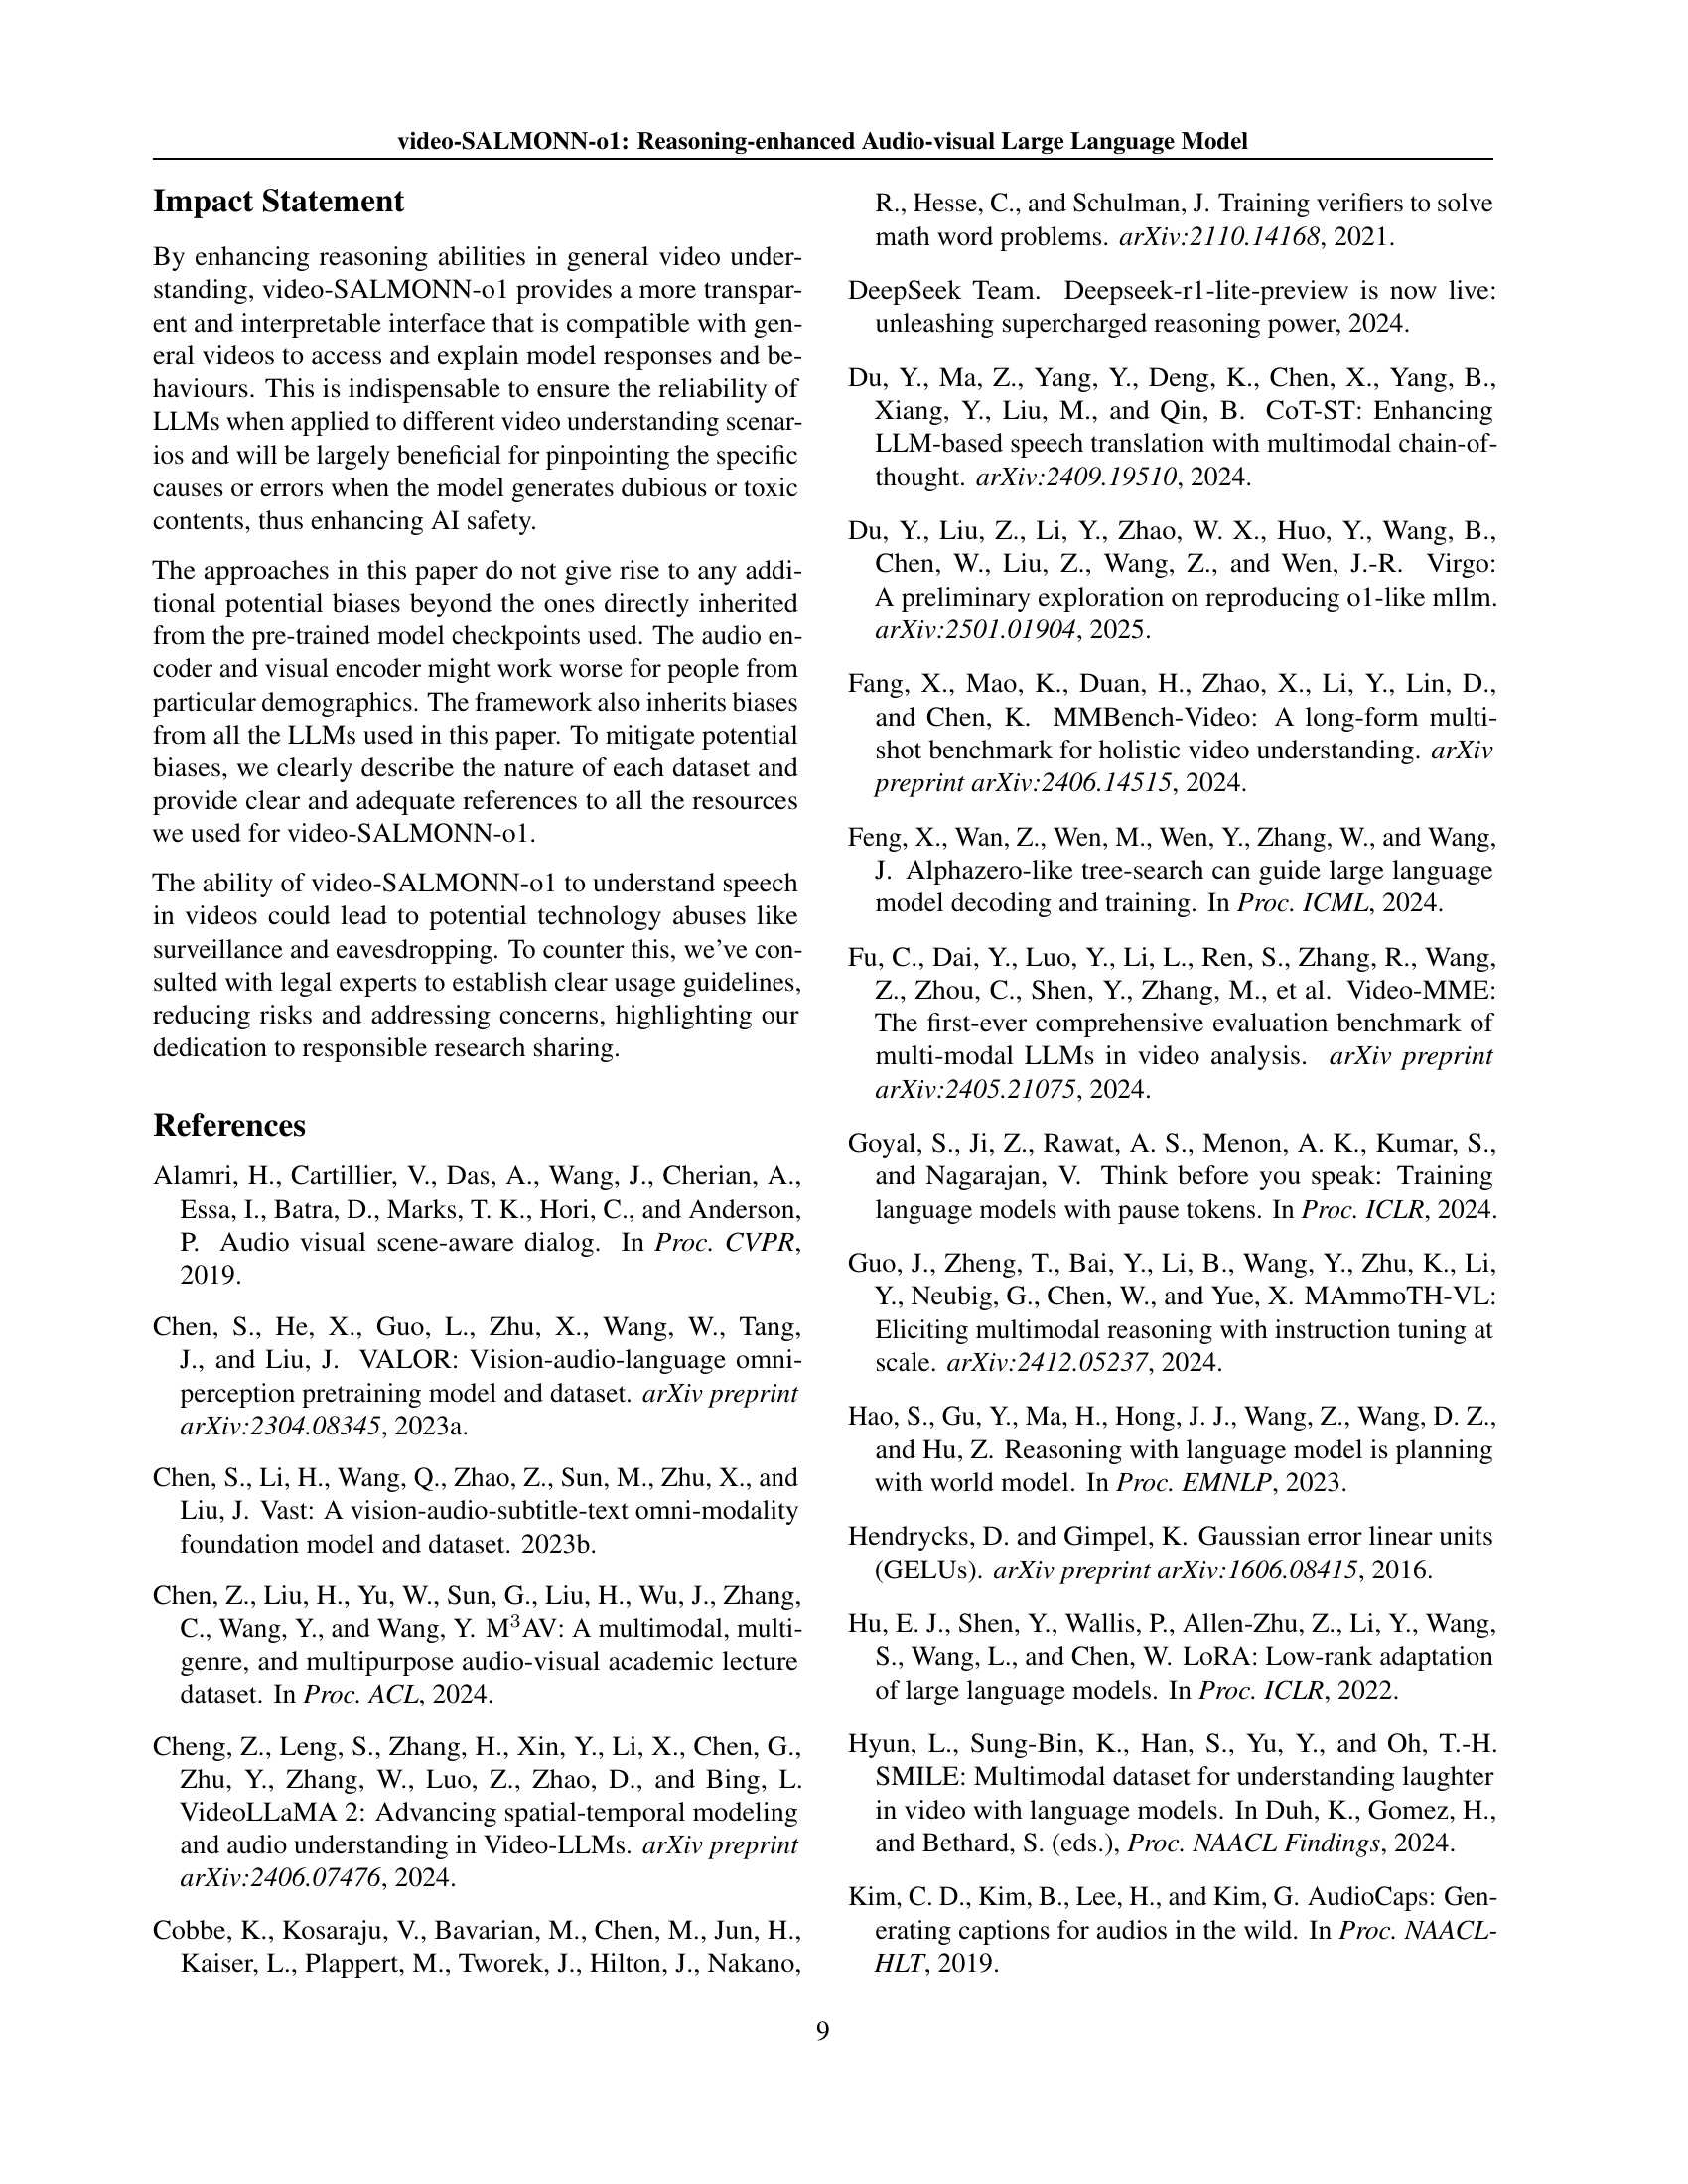 video-SALMONN-o1: Reasoning-enhanced Audio-visual Large Language Model
Impact Statement
By enhancing reasoning abilities in general video under-
standing, video-SALMONN-o1 provides a more transpar-
ent and interpretable interface that is compatible with gen-
eral videos to access and explain model responses and be-
haviours. This is indispensable to ensure the reliability of
LLMs when applied to different video understanding scenar-
ios and will be largely beneficial for pinpointing the specific
causes or errors when the model generates dubious or toxic
contents, thus enhancing AI safety.
The approaches in this paper do not give rise to any addi-
tional potential biases beyond the ones directly inherited
from the pre-trained model checkpoints used. The audio en-
coder and visual encoder might work worse for people from
particular demographics. The framework also inherits biases
from all the LLMs used in this paper. To mitigate potential
biases, we clearly describe the nature of each dataset and
provide clear and adequate references to all the resources
we used for video-SALMONN-o1.
The ability of video-SALMONN-o1 to understand speech
in videos could lead to potential technology abuses like
surveillance and eavesdropping. To counter this, we've con-
sulted with legal experts to establish clear usage guidelines,
reducing risks and addressing concerns, highlighting our
dedication to responsible research sharing.
References
Alamri, H., Cartillier, V., Das, A., Wang, J., Cherian, A.,
Essa, I., Batra, D., Marks, T. K., Hori, C., and Anderson,
P. Audio visual scene-aware dialog. In Proc. CVPR,
2019.
Chen, S., He, X., Guo, L., Zhu, X., Wang, W., Tang,
J., and Liu, J. VALOR: Vision-audio-language omni-
perception pretraining model and dataset. arXiv preprint
arXiv:2304.08345, 2023a.
Chen, S., Li, H., Wang, Q., Zhao, Z., Sun, M., Zhu, X., and
Liu, J. Vast: A vision-audio-subtitle-text omni-modality
foundation model and dataset. 2023b.
Chen, Z., Liu, H., Yu, W., Sun, G., Liu, H., Wu, J., Zhang,
C., Wang, Y., and Wang, Y. M³AV: A multimodal, multi-
genre, and multipurpose audio-visual academic lecture
dataset. In Proc. ACL, 2024.
Cheng, Z., Leng, S., Zhang, H., Xin, Y., Li, X., Chen, G.,
Zhu, Y., Zhang, W., Luo, Z., Zhao, D., and Bing, L.
VideoLLaMA 2: Advancing spatial-temporal modeling
and audio understanding in Video-LLMs. arXiv preprint
arXiv:2406.07476, 2024.
Cobbe, K., Kosaraju, V., Bavarian, M., Chen, M., Jun, H.,
Kaiser, L., Plappert, M., Tworek, J., Hilton, J., Nakano,
R., Hesse, C., and Schulman, J. Training verifiers to solve
math word problems. arXiv:2110.14168, 2021.
DeepSeek Team. Deepseek-r1-lite-preview is now live:
unleashing supercharged reasoning power, 2024.
Du, Y., Ma, Z., Yang, Y., Deng, K., Chen, X., Yang, B.,
Xiang, Y., Liu, M., and Qin, B. CoT-ST: Enhancing
LLM-based speech translation with multimodal chain-of-
thought. arXiv:2409.19510, 2024.
Du, Y., Liu, Z., Li, Y., Zhao, W. X., Huo, Y., Wang, B.,
Chen, W., Liu, Z., Wang, Z., and Wen, J.-R. Virgo:
A preliminary exploration on reproducing o1-like mllm.
arXiv:2501.01904, 2025.
Fang, X., Mao, K., Duan, H., Zhao, X., Li, Y., Lin, D.,
and Chen, K. MMBench-Video: A long-form multi-
shot benchmark for holistic video understanding. arXiv
preprint arXiv:2406.14515, 2024.
Feng, X., Wan, Z., Wen, M., Wen, Y., Zhang, W., and Wang,
J. Alphazero-like tree-search can guide large language
model decoding and training. In Proc. ICML, 2024.
Fu, C., Dai, Y., Luo, Y., Li, L., Ren, S., Zhang, R., Wang,
Z., Zhou, C., Shen, Y., Zhang, M., et al. Video-MME:
The first-ever comprehensive evaluation benchmark of
multi-modal LLMs in video analysis. arXiv preprint
arXiv:2405.21075, 2024.
Goyal, S., Ji, Z., Rawat, A. S., Menon, A. K., Kumar, S.,
and Nagarajan, V. Think before you speak: Training
language models with pause tokens. In Proc. ICLR, 2024.
Guo, J., Zheng, T., Bai, Y., Li, B., Wang, Y., Zhu, K., Li,
Y., Neubig, G., Chen, W., and Yue, X. MAmmoTH-VL:
Eliciting multimodal reasoning with instruction tuning at
scale. arXiv:2412.05237, 2024.
Hao, S., Gu, Y., Ma, H., Hong, J. J., Wang, Z., Wang, D. Z.,
and Hu, Z. Reasoning with language model is planning
with world model. In Proc. EMNLP, 2023.
Hendrycks, D. and Gimpel, K. Gaussian error linear units
(GELUs). arXiv preprint arXiv:1606.08415, 2016.
Hu, E. J., Shen, Y., Wallis, P., Allen-Zhu, Z., Li, Y., Wang,
S., Wang, L., and Chen, W. LoRA: Low-rank adaptation
of large language models. In Proc. ICLR, 2022.
Hyun, L., Sung-Bin, K., Han, S., Yu, Y., and Oh, T.-H.
SMILE: Multimodal dataset for understanding laughter
in video with language models. In Duh, K., Gomez, H.,
and Bethard, S. (eds.), Proc. NAACL Findings, 2024.
Kim, C. D., Kim, B., Lee, H., and Kim, G. AudioCaps: Gen-
erating captions for audios in the wild. In Proc. NAACL-
HLT, 2019.
9